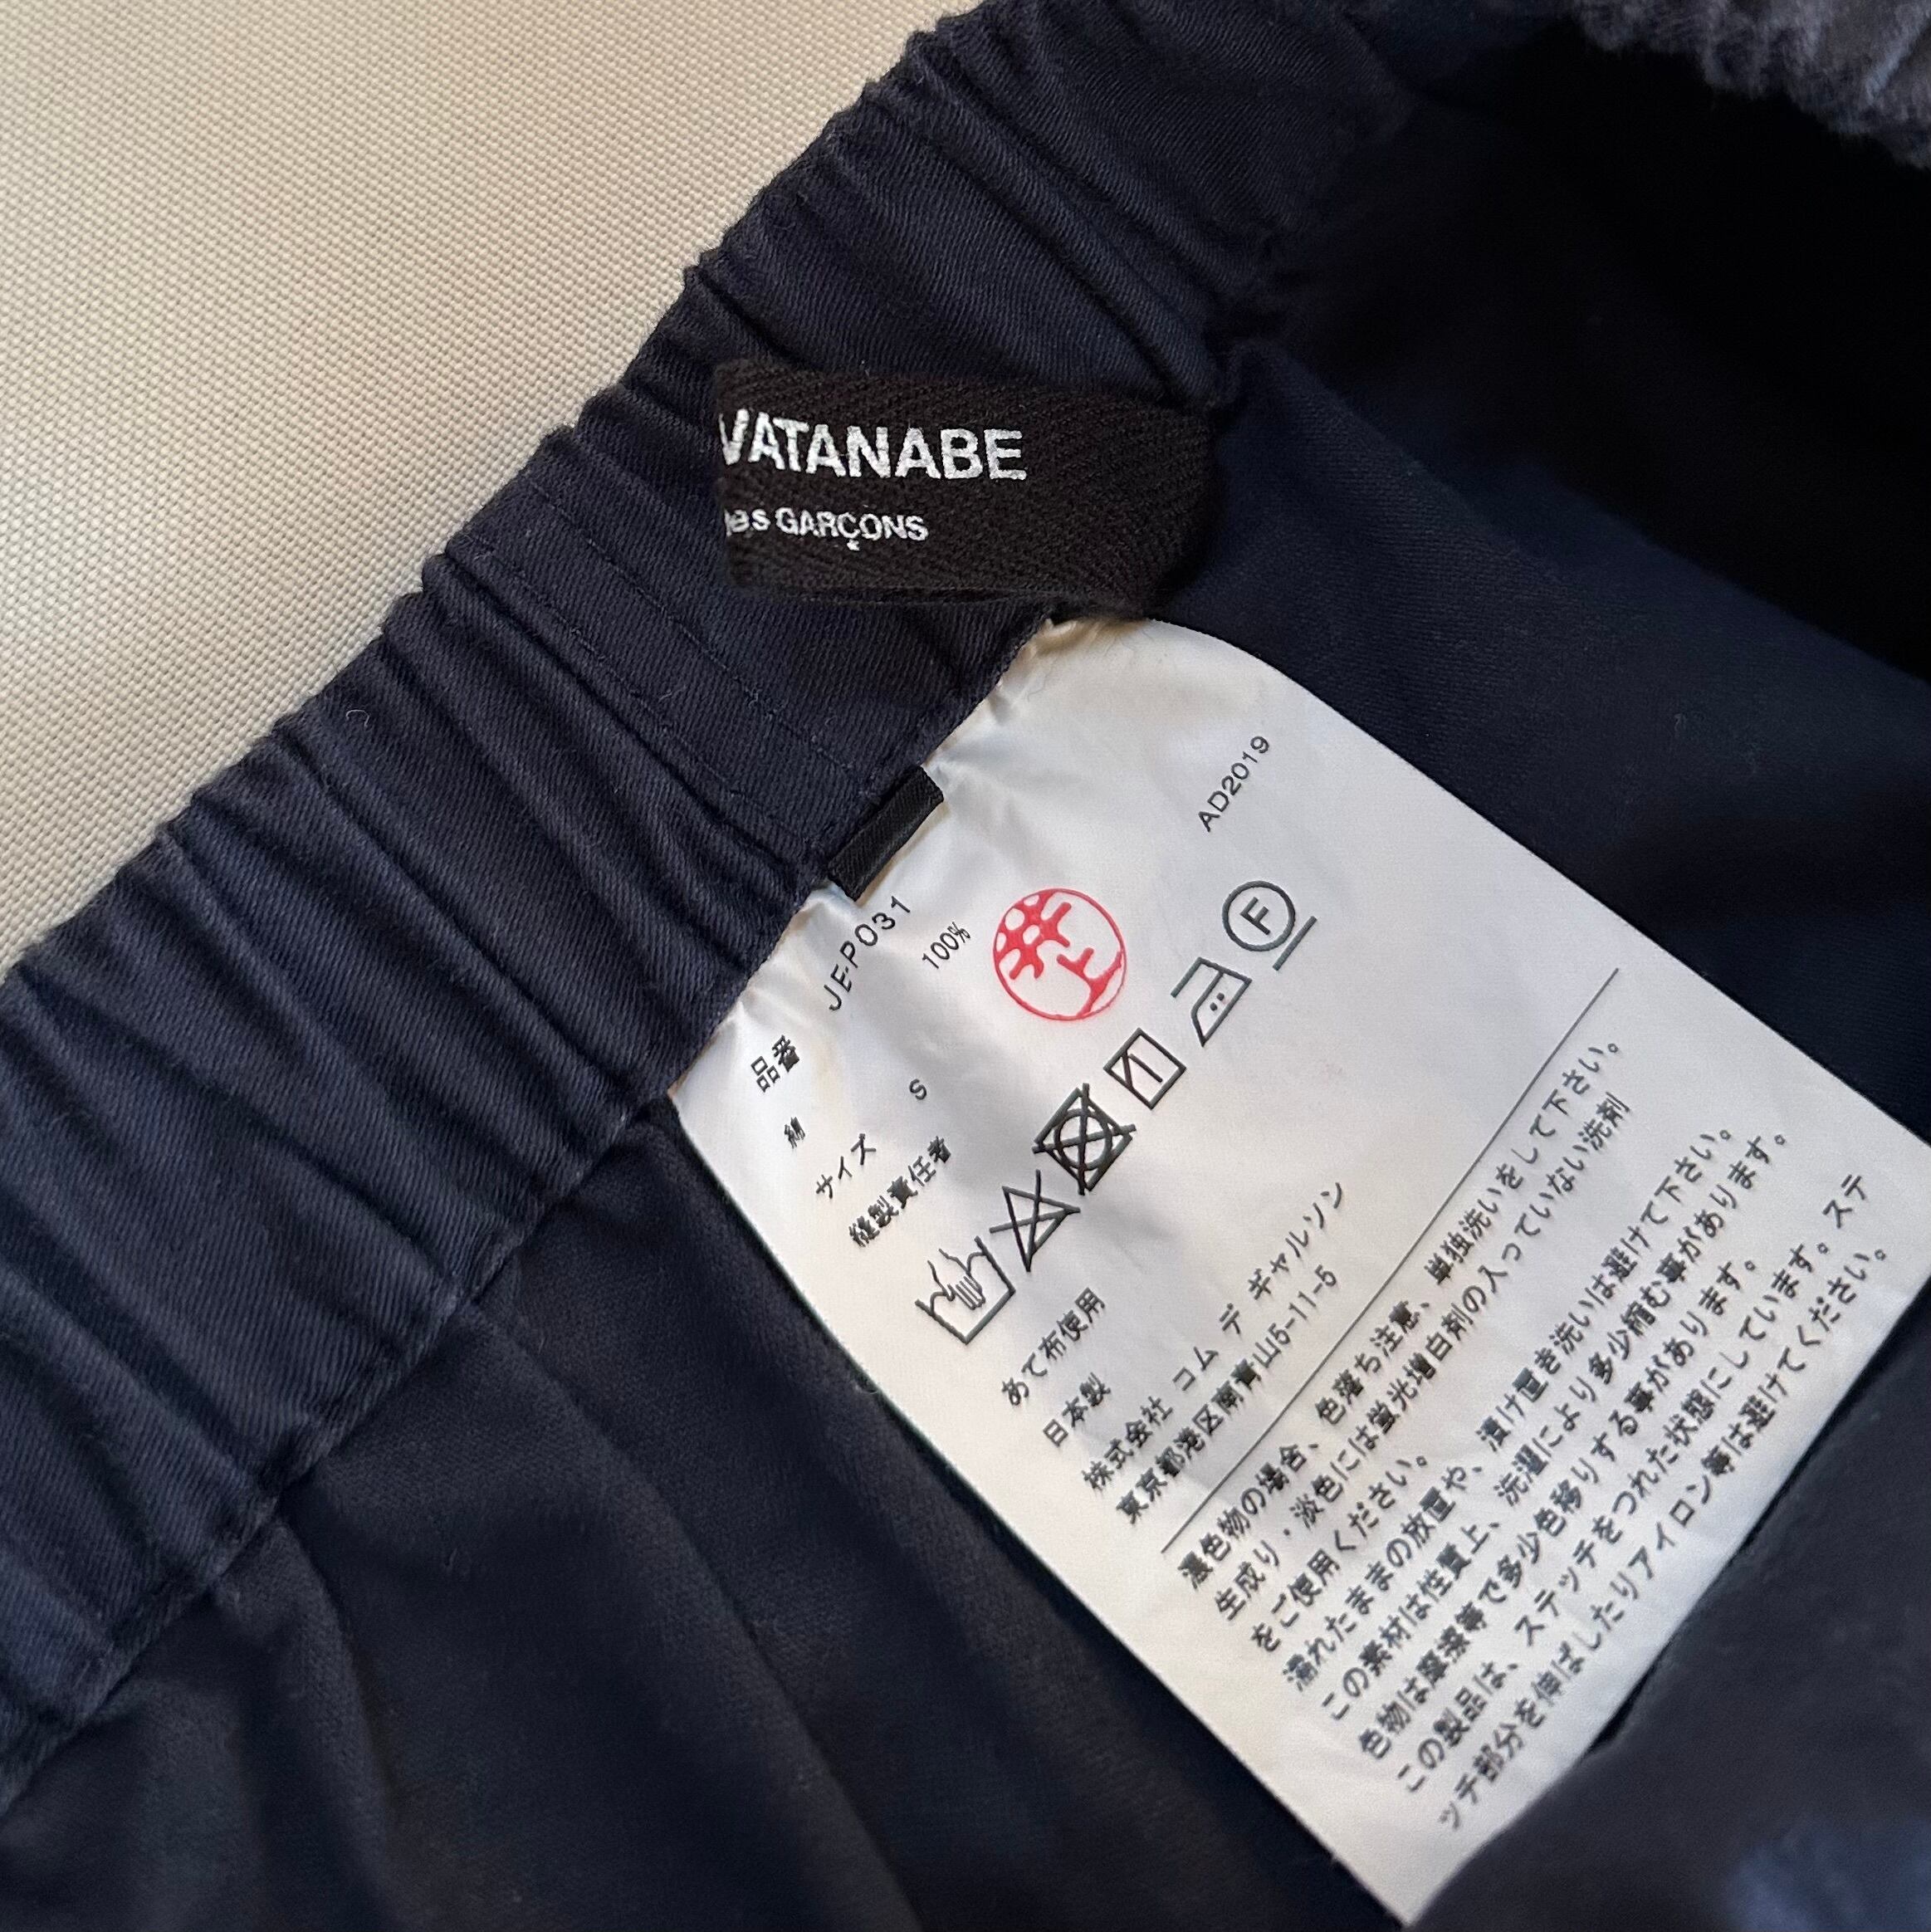 WATANABE
des GARÇONS
AD2019
品番 JE-P031
綿 100%
サイズ S
縫製責任者
F
あて布使用
日本製
株式会社 コム デ ギャルソン
東京都港区南青山5-11-5
濃色物の場合、色落ち注意、単独洗いをして下さい。
生成り・淡色には蛍光増白剤の入っていない洗剤
をご使用ください。
濡れたままの放置や、漬け置き洗いは避けて下さい。
この素材は性質上、洗濯により多少縮む事があります。
色物は摩擦等で多少色移りする事があります。
この製品は、ステッチをつれた状態にしています。ステ
ッチ部分を伸ばしたりアイロン等は避けてください。